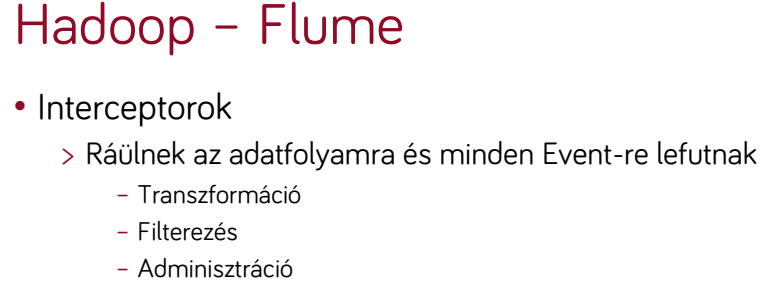 Hadoop – Flume
• Interceptorok
> Ráülnek az adatfolyamra és minden Event-re lefutnak
– Transzformáció
– Filterezés
– Adminisztráció